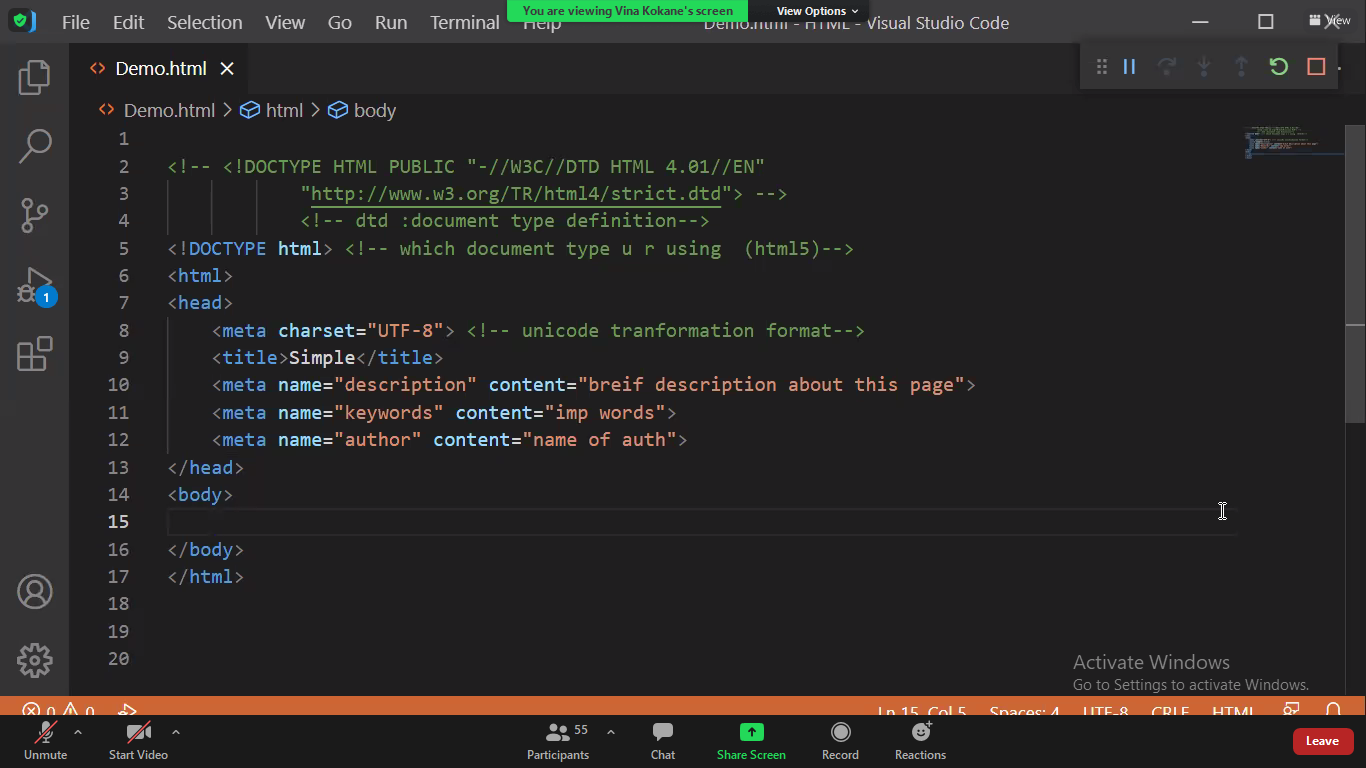 You are viewing Vina Kokane's screen View Options
File Edit Selection View Go Run Terminal Help Demo.html - HTML - Visual Studio Code View
Demo.html
Demo.html > html > body
1
2 <!-- <!DOCTYPE HTML PUBLIC "-//W3C//DTD HTML 4.01//EN"
3 "http://www.w3.org/TR/html4/strict.dtd"> -->
4 <!-- dtd :document type definition-->
5 <!DOCTYPE html> <!-- which document type u r using  (html5)-->
6 <html>
7 <head>
8 <meta charset="UTF-8"> <!-- unicode tranformation format-->
9 <title>Simple</title>
10 <meta name="description" content="breif description about this page">
11 <meta name="keywords" content="imp words">
12 <meta name="author" content="name of auth">
13 </head>
14 <body>
1
15
16 </body>
17 </html>
18
19
20
Activate Windows
Go to Settings to activate Windows.
0 0 Ln 15, Col 5 Spaces: 4 UTF-8 CRLF HTML
55
Unmute Start Video Participants Chat Share Screen Record Reactions Leave